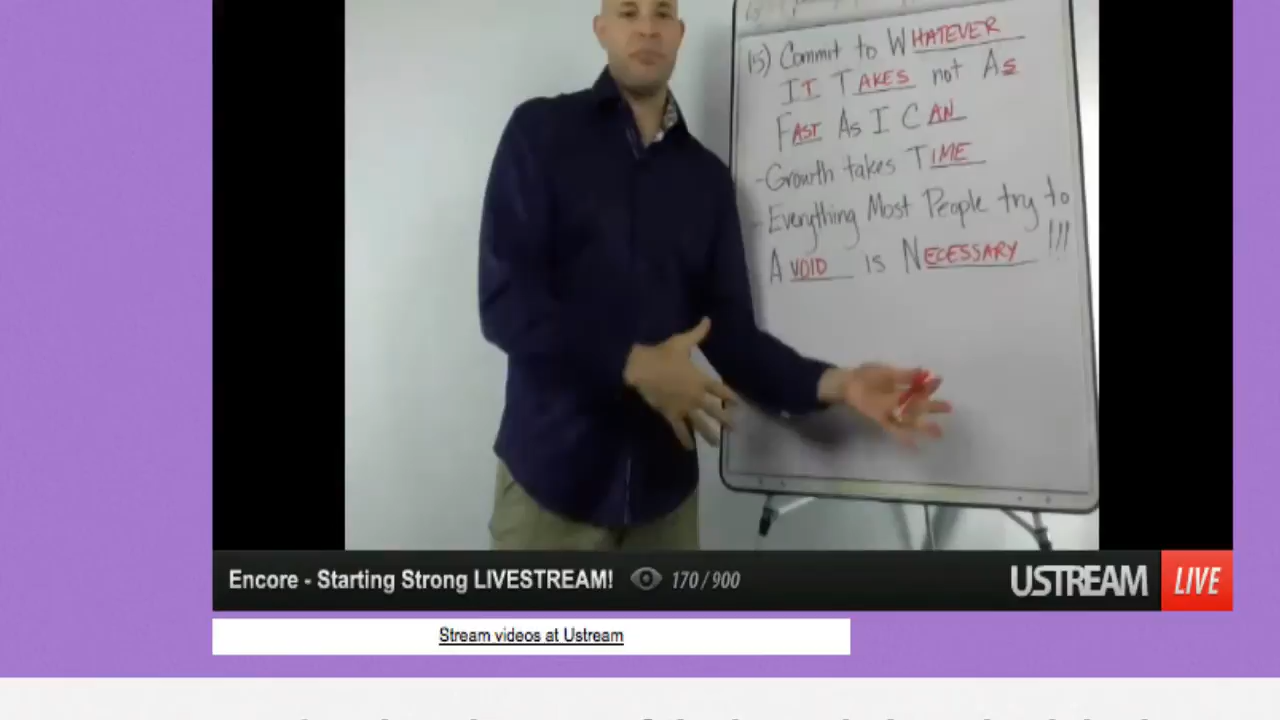 15) Commit to WHATEVER
IT TAKES not As
FAST As I CAN
-Growth takes TIME
-Everything Most People try to
AVOID is NECESSARY !!!
Encore - Starting Strong LIVESTREAM! 170/900 USTREAM LIVE
Stream videos at Ustream